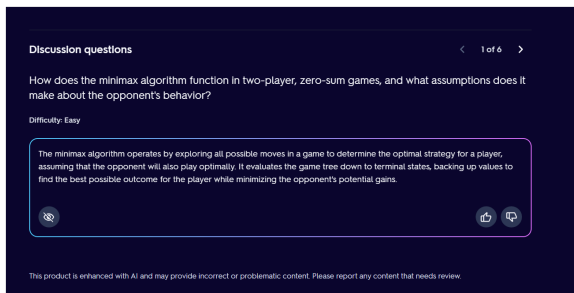 Discussion questions
1 of 6
How does the minimax algorithm function in two-player, zero-sum games, and what assumptions does it
make about the opponent's behavior?
Difficulty: Easy
The minimax algorithm operates by exploring all possible moves in a game to determine the optimal strategy for a player,
assuming that the opponent will also play optimally. It evaluates the game tree down to terminal states, backing up values to
find the best possible outcome for the player while minimizing the opponent's potential gains.
This product is enhanced with AI and may provide incorrect or problematic content. Please report any content that needs review.